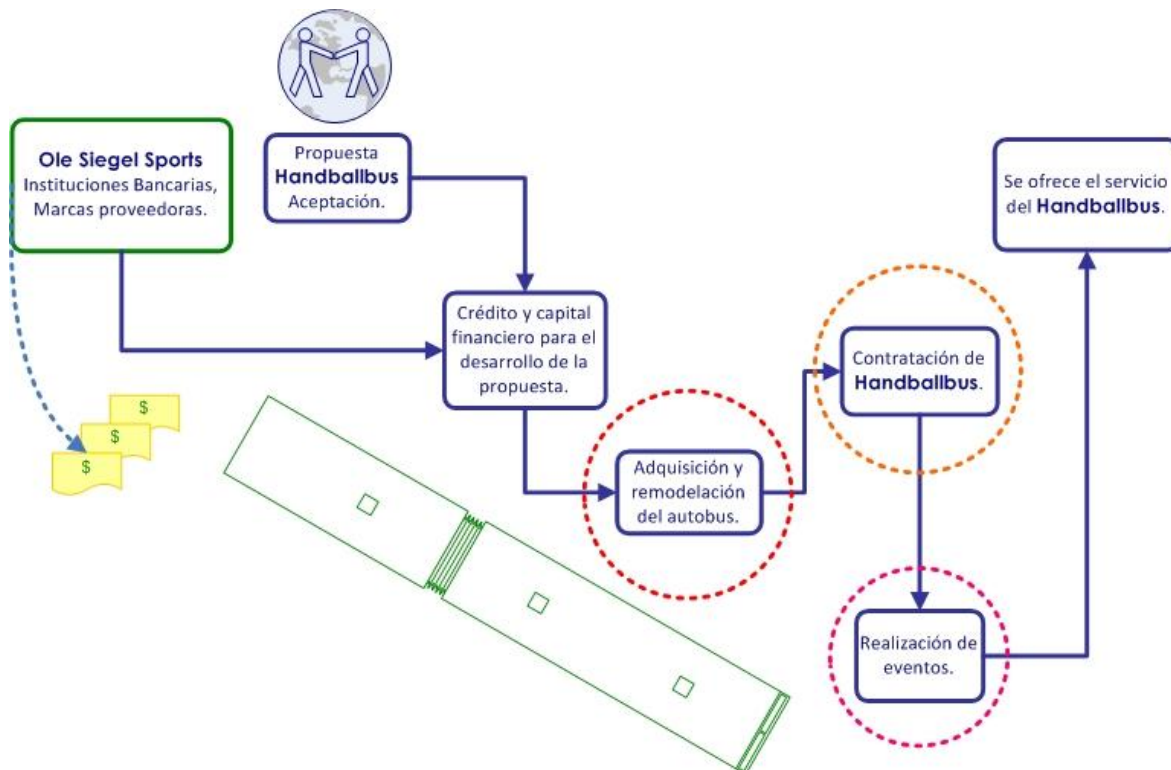 Ole Siegel Sports
Instituciones Bancarias,
Marcas proveedoras.
Propuesta
Handballbus
Aceptación.
Se ofrece el servicio
del Handballbus.
Crédito y capital
financiero para el
desarrollo de la
propuesta.
Contratación de
Handballbus.
$
$
$
Adquisición y
remodelación
del autobus.
Realización de
eventos.